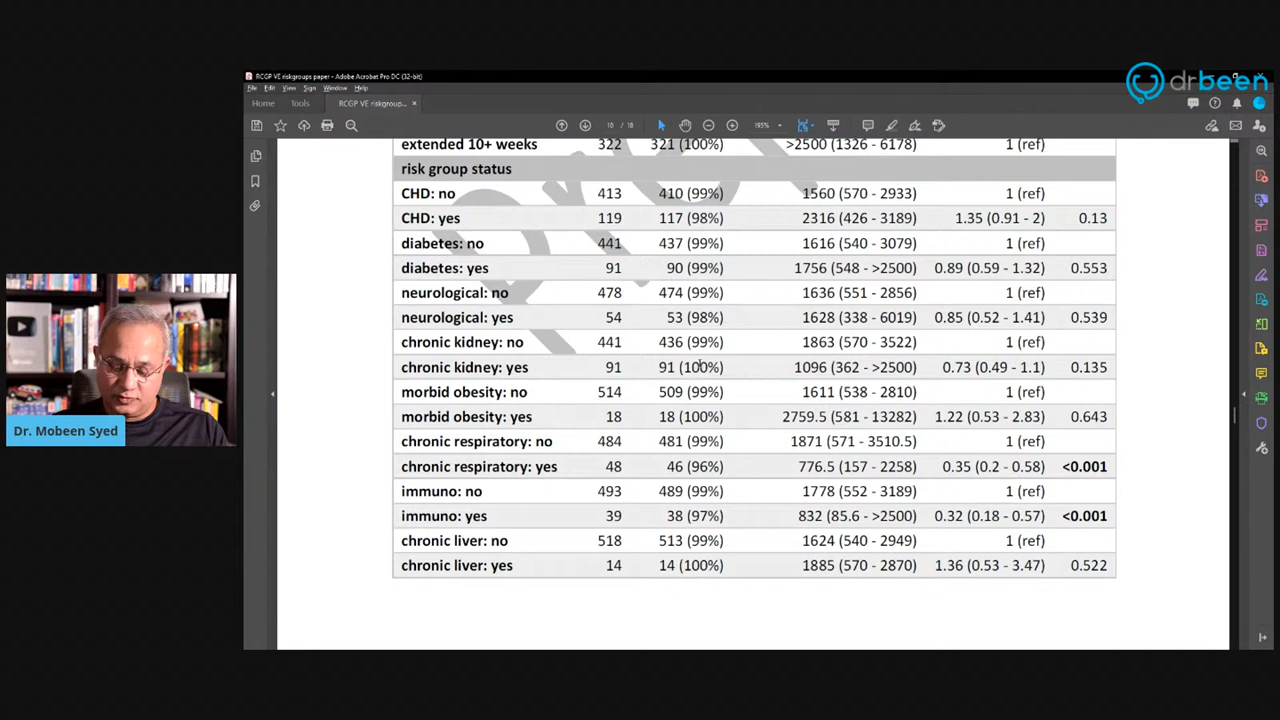 drbeen
RCGP VE riskgroups paper - Adobe Acrobat Pro DC (32-bit)
File Edit View Sign Window Help
Home Tools RCGP VE riskgroup... ×
10 / 18 195%
extended 10+ weeks 322 321 (100%) >2500 (1326 - 6178) 1 (ref)
risk group status
CHD: no 413 410 (99%) 1560 (570 - 2933) 1 (ref)
CHD: yes 119 117 (98%) 2316 (426 - 3189) 1.35 (0.91 - 2) 0.13
diabetes: no 441 437 (99%) 1616 (540 - 3079) 1 (ref)
diabetes: yes 91 90 (99%) 1756 (548 - >2500) 0.89 (0.59 - 1.32) 0.553
neurological: no 478 474 (99%) 1636 (551 - 2856) 1 (ref)
neurological: yes 54 53 (98%) 1628 (338 - 6019) 0.85 (0.52 - 1.41) 0.539
chronic kidney: no 441 436 (99%) 1863 (570 - 3522) 1 (ref)
chronic kidney: yes 91 91 (100%) 1096 (362 - >2500) 0.73 (0.49 - 1.1) 0.135
morbid obesity: no 514 509 (99%) 1611 (538 - 2810) 1 (ref)
morbid obesity: yes 18 18 (100%) 2759.5 (581 - 13282) 1.22 (0.53 - 2.83) 0.643
chronic respiratory: no 484 481 (99%) 1871 (571 - 3510.5) 1 (ref)
chronic respiratory: yes 48 46 (96%) 776.5 (157 - 2258) 0.35 (0.2 - 0.58) <0.001
immuno: no 493 489 (99%) 1778 (552 - 3189) 1 (ref)
immuno: yes 39 38 (97%) 832 (85.6 - >2500) 0.32 (0.18 - 0.57) <0.001
chronic liver: no 518 513 (99%) 1624 (540 - 2949) 1 (ref)
chronic liver: yes 14 14 (100%) 1885 (570 - 2870) 1.36 (0.53 - 3.47) 0.522
Dr. Mobeen Syed